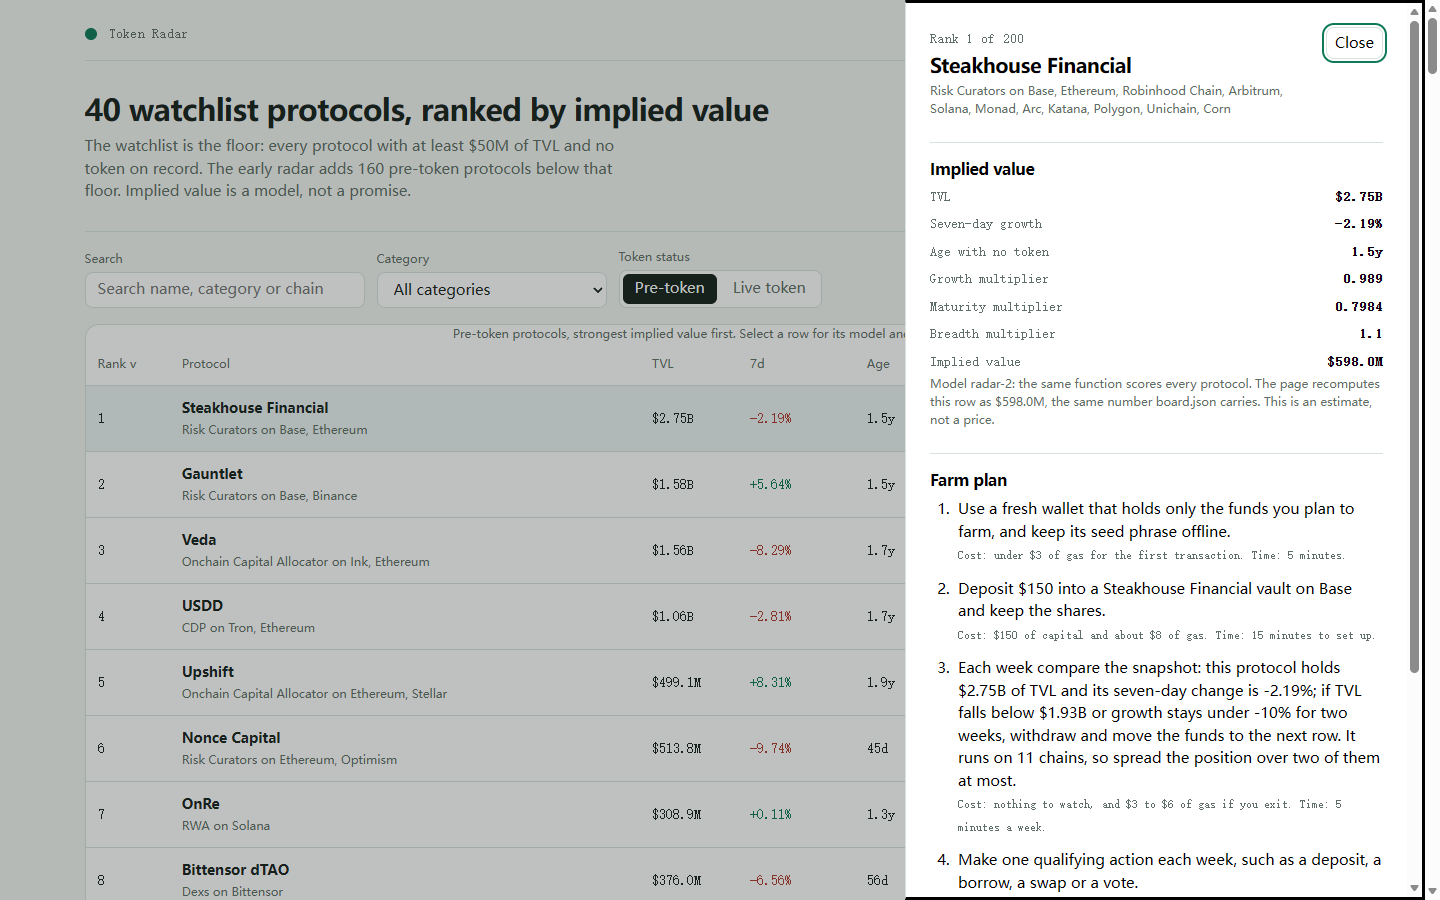 Token Radar
40 watchlist protocols, ranked by implied value
The watchlist is the floor: every protocol with at least $50M of TVL and no
token on record. The early radar adds 160 pre-token protocols below that
floor. Implied value is a model, not a promise.
Search
Category
Token status
Search name, category or chain
All categories
Pre-token
Live token
Pre-token protocols, strongest implied value first. Select a row for its model and
Rank v
Protocol
TVL
7d
Age
1
Steakhouse Financial
Risk Curators on Base, Ethereum
$2.75B
-2.19%
1.5y
2
Gauntlet
Risk Curators on Base, Binance
$1.58B
+5.64%
1.5y
3
Veda
Onchain Capital Allocator on Ink, Ethereum
$1.56B
-8.29%
1.7y
4
USDD
CDP on Tron, Ethereum
$1.06B
-2.81%
1.7y
5
Upshift
Onchain Capital Allocator on Ethereum, Stellar
$499.1M
+8.31%
1.9y
6
Nonce Capital
Risk Curators on Ethereum, Optimism
$513.8M
-9.74%
45d
7
OnRe
RWA on Solana
$308.9M
+0.11%
1.3y
8
Bittensor dTAO
Dexs on Bittensor
$376.0M
-6.56%
56d
Rank 1 of 200
Close
Steakhouse Financial
Risk Curators on Base, Ethereum, Robinhood Chain, Arbitrum,
Solana, Monad, Arc, Katana, Polygon, Unichain, Corn
Implied value
TVL $2.75B
Seven-day growth -2.19%
Age with no token 1.5y
Growth multiplier 0.989
Maturity multiplier 0.7984
Breadth multiplier 1.1
Implied value $598.0M
Model radar-2: the same function scores every protocol. The page recomputes
this row as $598.0M, the same number board.json carries. This is an estimate,
not a price.
Farm plan
1. Use a fresh wallet that holds only the funds you plan to
farm, and keep its seed phrase offline.
Cost: under $3 of gas for the first transaction. Time: 5 minutes.
2. Deposit $150 into a Steakhouse Financial vault on Base
and keep the shares.
Cost: $150 of capital and about $8 of gas. Time: 15 minutes to set up.
3. Each week compare the snapshot: this protocol holds
$2.75B of TVL and its seven-day change is -2.19%; if TVL
falls below $1.93B or growth stays under -10% for two
weeks, withdraw and move the funds to the next row. It
runs on 11 chains, so spread the position over two of them
at most.
Cost: nothing to watch, and $3 to $6 of gas if you exit. Time: 5
minutes a week.
4. Make one qualifying action each week, such as a deposit, a
borrow, a swap or a vote.